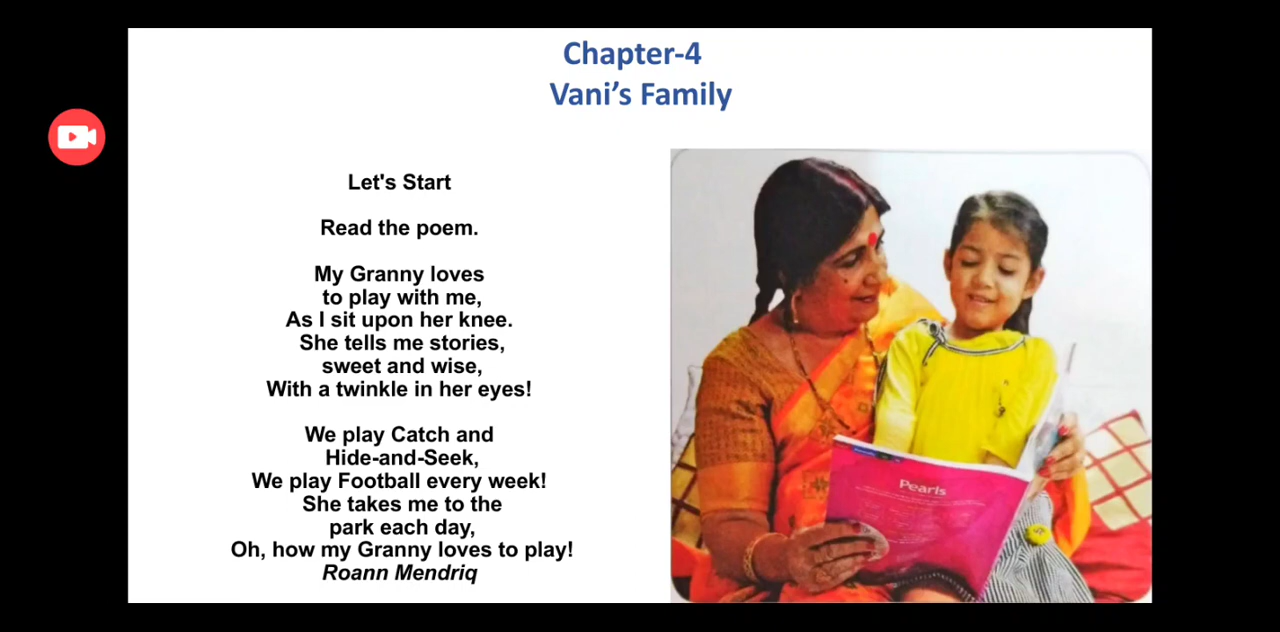 Chapter-4
Vani’s Family
Let's Start
Read the poem.
My Granny loves
to play with me,
As I sit upon her knee.
She tells me stories,
sweet and wise,
With a twinkle in her eyes!
We play Catch and
Hide-and-Seek,
We play Football every week!
She takes me to the
park each day,
Oh, how my Granny loves to play!
Roann Mendriq
Pearls